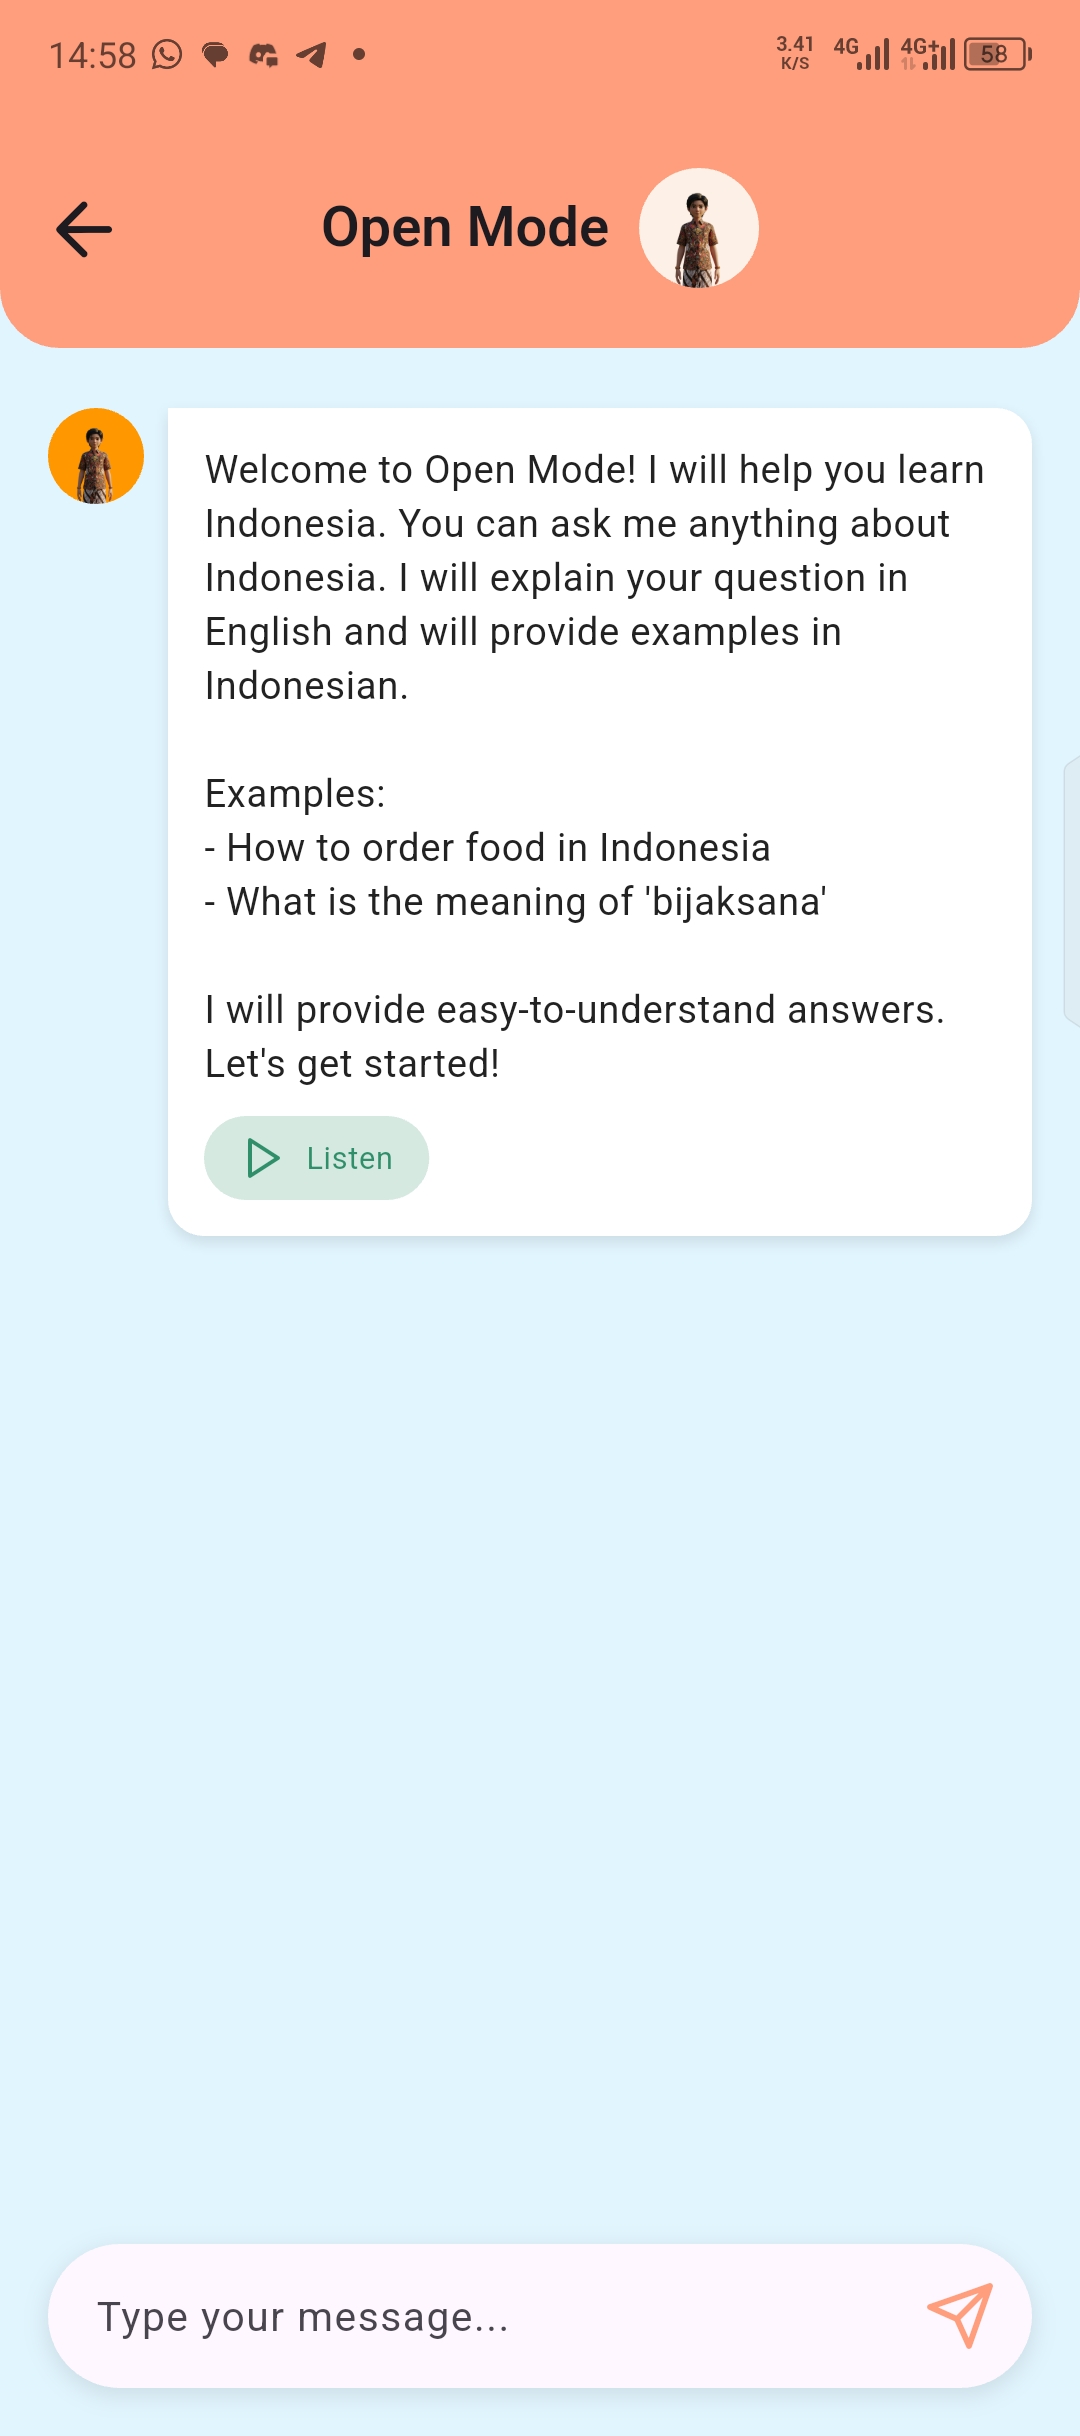 14:58
3.41
K/S
4G
4G+
58
Open Mode
Welcome to Open Mode! I will help you learn
Indonesia. You can ask me anything about
Indonesia. I will explain your question in
English and will provide examples in
Indonesian.
Examples:
- How to order food in Indonesia
- What is the meaning of 'bijaksana'
I will provide easy-to-understand answers.
Let's get started!
Listen
Type your message...